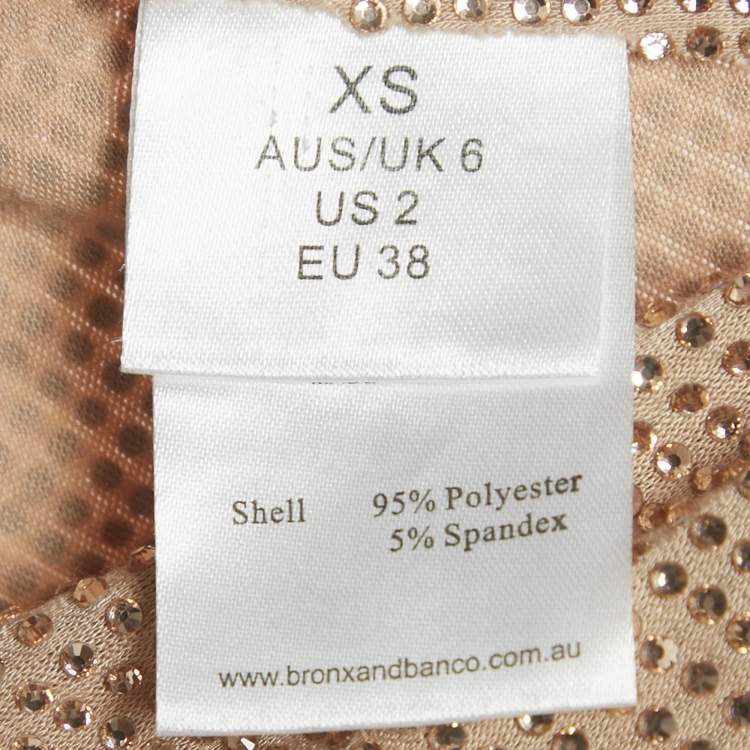 XS
AUS/UK 6
US 2
EU 38
Shell 95% Polyester
5% Spandex
www.bronxandbanco.com.au